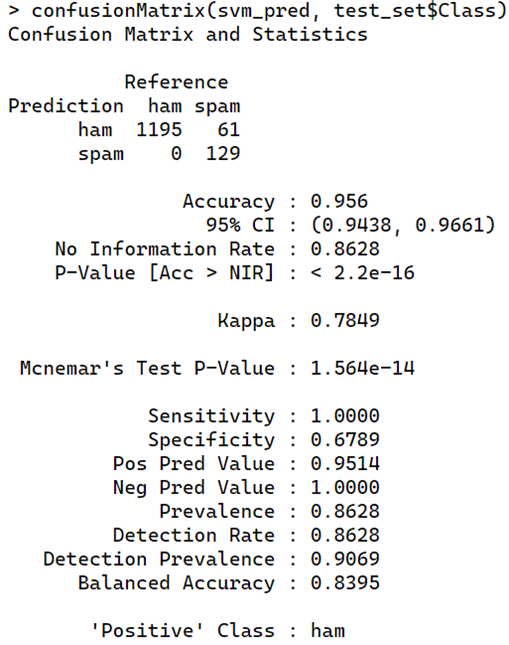 > confusionMatrix(svm_pred, test_set$Class)
Confusion Matrix and Statistics

          Reference
Prediction  ham spam
      ham  1195   61
      spam    0  129

               Accuracy : 0.956
                 95% CI : (0.9438, 0.9661)
    No Information Rate : 0.8628
    P-Value [Acc > NIR] : < 2.2e-16

                  Kappa : 0.7849

 Mcnemar's Test P-Value : 1.564e-14

            Sensitivity : 1.0000
            Specificity : 0.6789
         Pos Pred Value : 0.9514
         Neg Pred Value : 1.0000
             Prevalence : 0.8628
         Detection Rate : 0.8628
   Detection Prevalence : 0.9069
      Balanced Accuracy : 0.8395

       'Positive' Class : ham